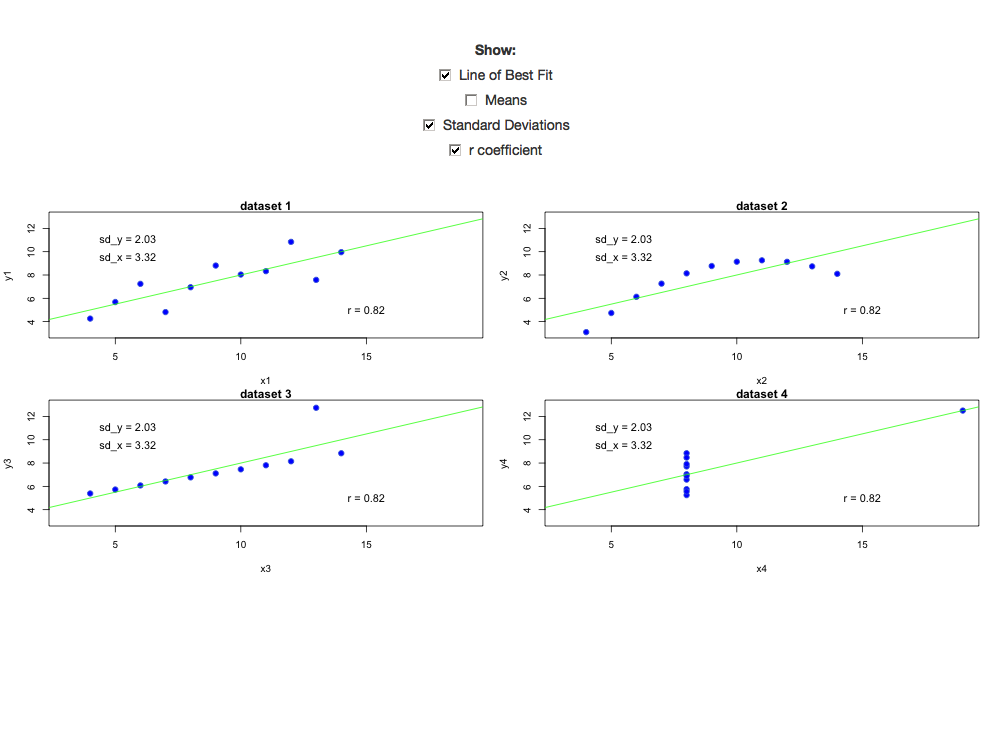 Show:
Line of Best Fit
Means
Standard Deviations
r coefficient
dataset 1
sd_y = 2.03
sd_x = 3.32
r = 0.82
y1
4
6
8
10
12
5
10
15
x1
dataset 2
sd_y = 2.03
sd_x = 3.32
r = 0.82
y2
4
6
8
10
12
5
10
15
x2
dataset 3
sd_y = 2.03
sd_x = 3.32
r = 0.82
y3
4
6
8
10
12
5
10
15
x3
dataset 4
sd_y = 2.03
sd_x = 3.32
r = 0.82
y4
4
6
8
10
12
5
10
15
x4